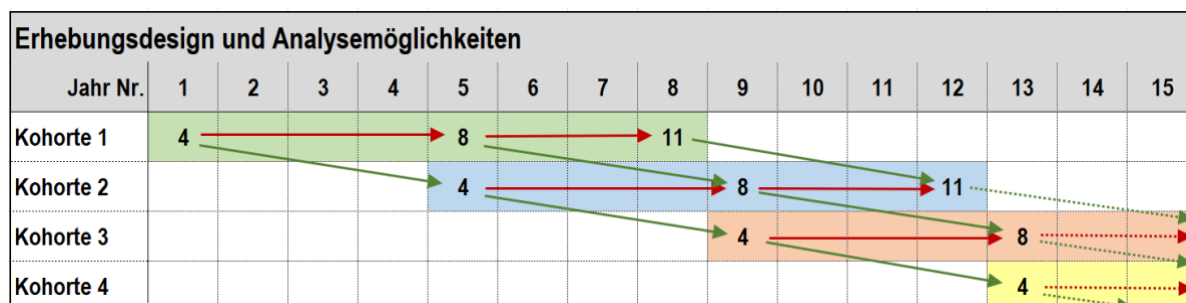 Erhebungsdesign und Analysemöglichkeiten
Jahr Nr. 1 2 3 4 5 6 7 8 9 10 11 12 13 14 15
Kohorte 1 4 8 11
Kohorte 2 4 8 11
Kohorte 3 4 8
Kohorte 4 4